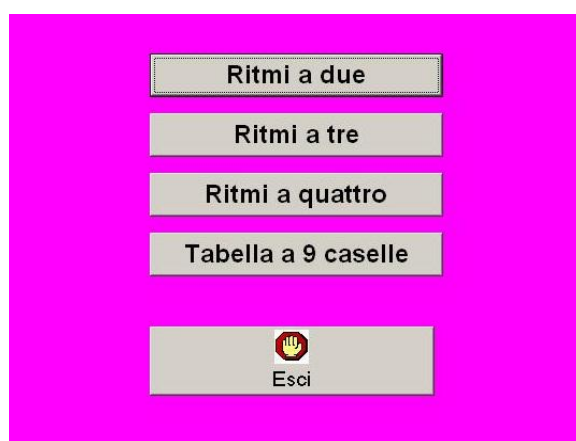 Ritmi a due
Ritmi a tre
Ritmi a quattro
Tabella a 9 caselle
Esci